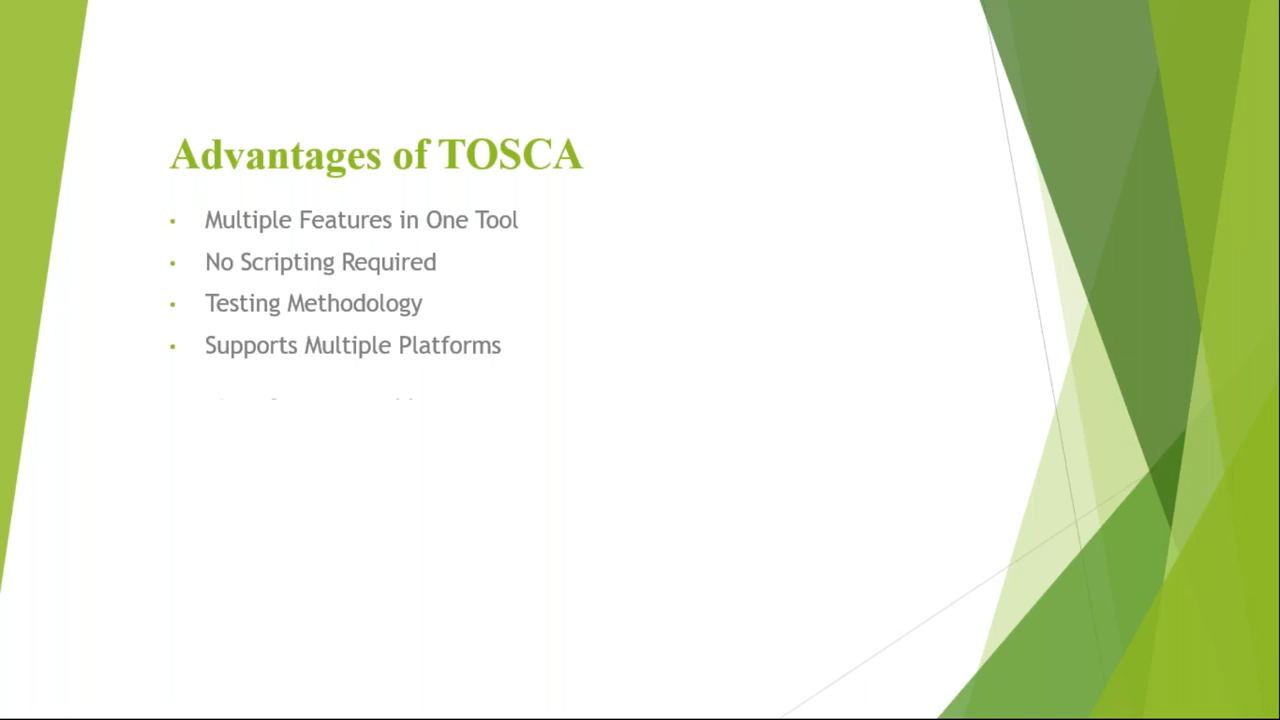 Advantages of TOSCA
• Multiple Features in One Tool
• No Scripting Required
• Testing Methodology
• Supports Multiple Platforms